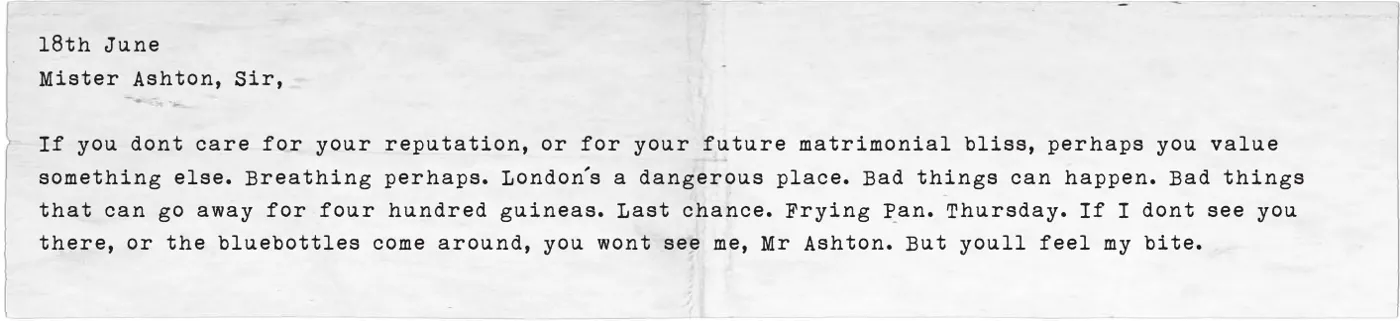 18th June
Mister Ashton, Sir,
If you dont care for your reputation, or for your future matrimonial bliss, perhaps you value
something else. Breathing perhaps. London's a dangerous place. Bad things can happen. Bad things
that can go away for four hundred guineas. Last chance. Frying Pan. Thursday. If I dont see you
there, or the bluebottles come around, you wont see me, Mr Ashton. But youll feel my bite.